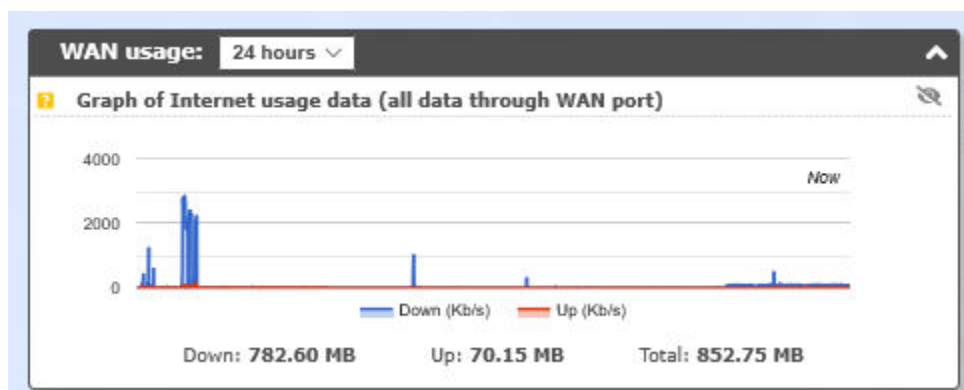 WAN usage: 24 hours
? Graph of Internet usage data (all data through WAN port)
4000
Now
2000
0
Down (Kb/s) Up (Kb/s)
Down: 782.60 MB Up: 70.15 MB Total: 852.75 MB